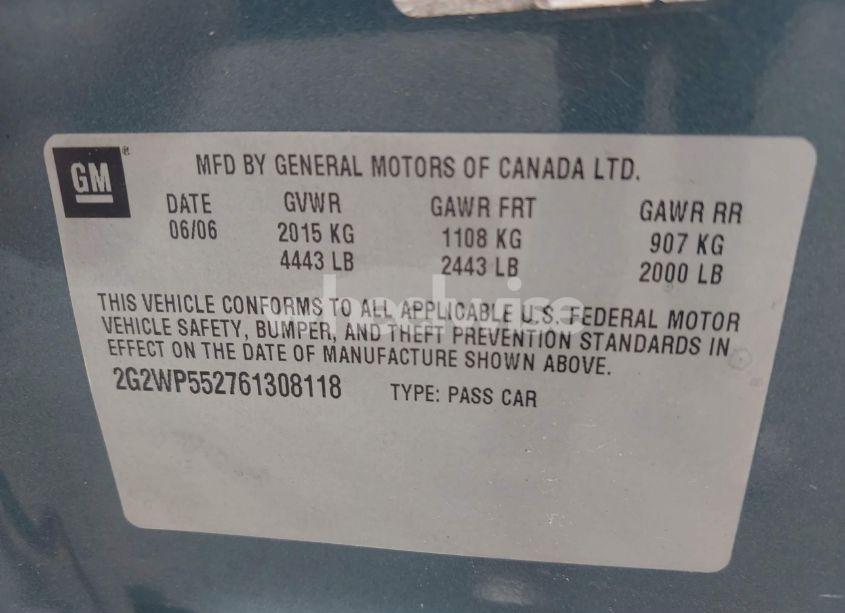 GM®
MFD BY GENERAL MOTORS OF CANADA LTD.
DATE GVWR GAWR FRT GAWR RR
06/06 2015 KG 1108 KG 907 KG
4443 LB 2443 LB 2000 LB
THIS VEHICLE CONFORMS TO ALL APPLICABLE U.S. FEDERAL MOTOR
VEHICLE SAFETY, BUMPER, AND THEFT PREVENTION STANDARDS IN
EFFECT ON THE DATE OF MANUFACTURE SHOWN ABOVE.
2G2WP552761308118 TYPE: PASS CAR